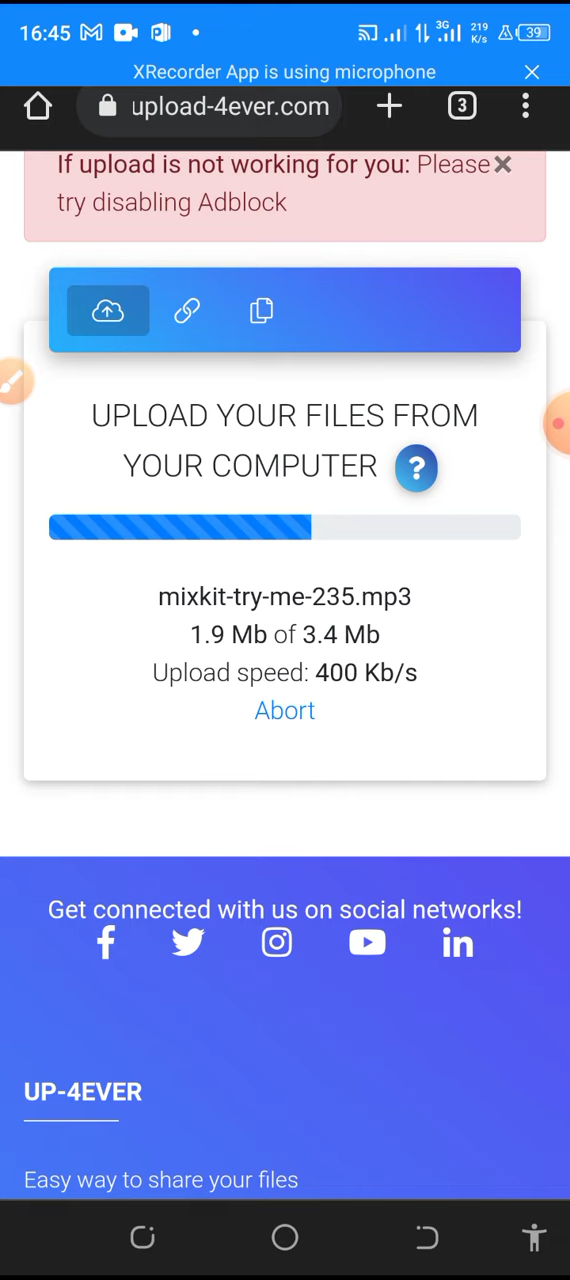 16:45
3G 219 K/s 39
XRecorder App is using microphone
upload-4ever.com
3
If upload is not working for you: Please
try disabling Adblock
UPLOAD YOUR FILES FROM
YOUR COMPUTER ?
mixkit-try-me-235.mp3
1.9 Mb of 3.4 Mb
Upload speed: 400 Kb/s
Abort
Get connected with us on social networks!
UP-4EVER
Easy way to share your files